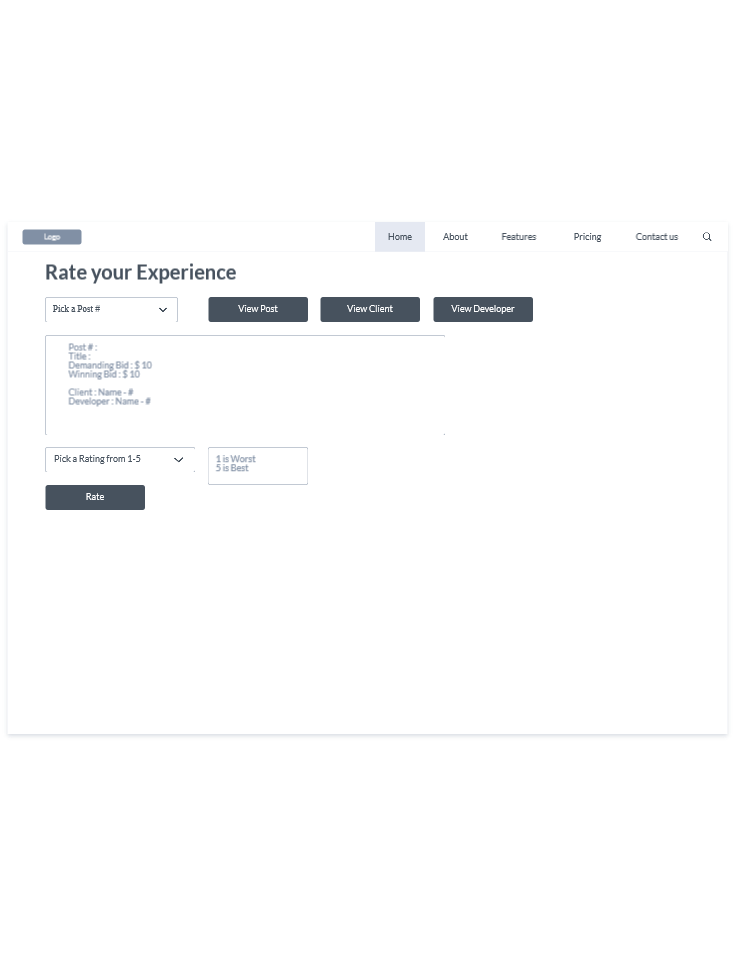 Logo
Home About Features Pricing Contact us
Rate your Experience
Pick a Post #
View Post View Client View Developer
Post # :
Title :
Demanding Bid : $ 10
Winning Bid : $ 10
Client : Name - #
Developer : Name - #
Pick a Rating from 1-5
1 is Worst
5 is Best
Rate